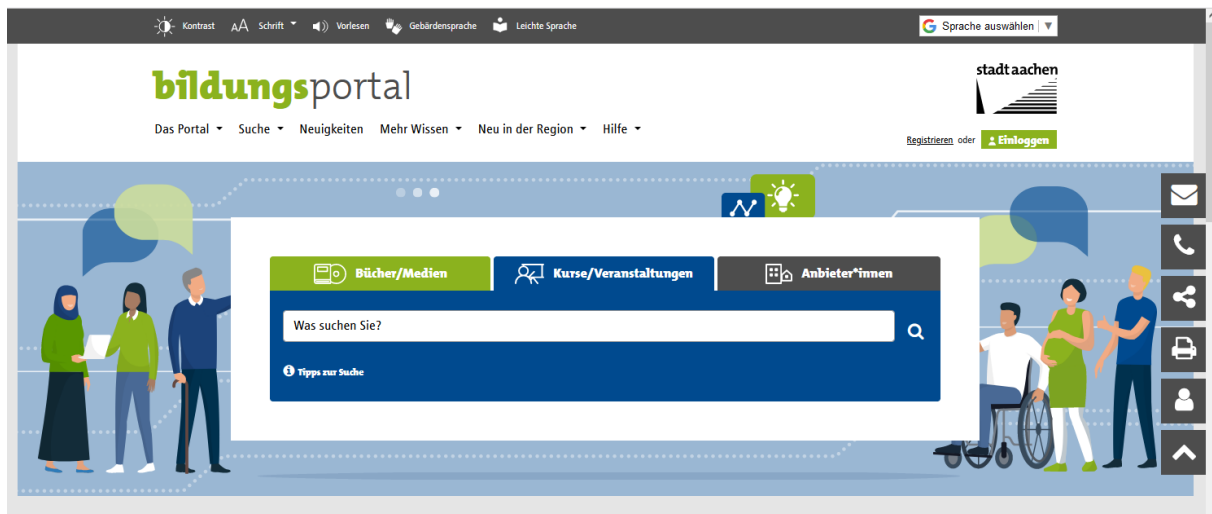 Kontrast AA Schrift Vorlesen Gebärdensprache Leichte Sprache
G Sprache auswählen ▼
bildungsportal
stadt aachen
Das Portal Suche Neuigkeiten Mehr Wissen Neu in der Region Hilfe
Registrieren oder Einloggen
Bücher/Medien Kurse/Veranstaltungen Anbieter*innen
Was suchen Sie?
Tipps zur Suche